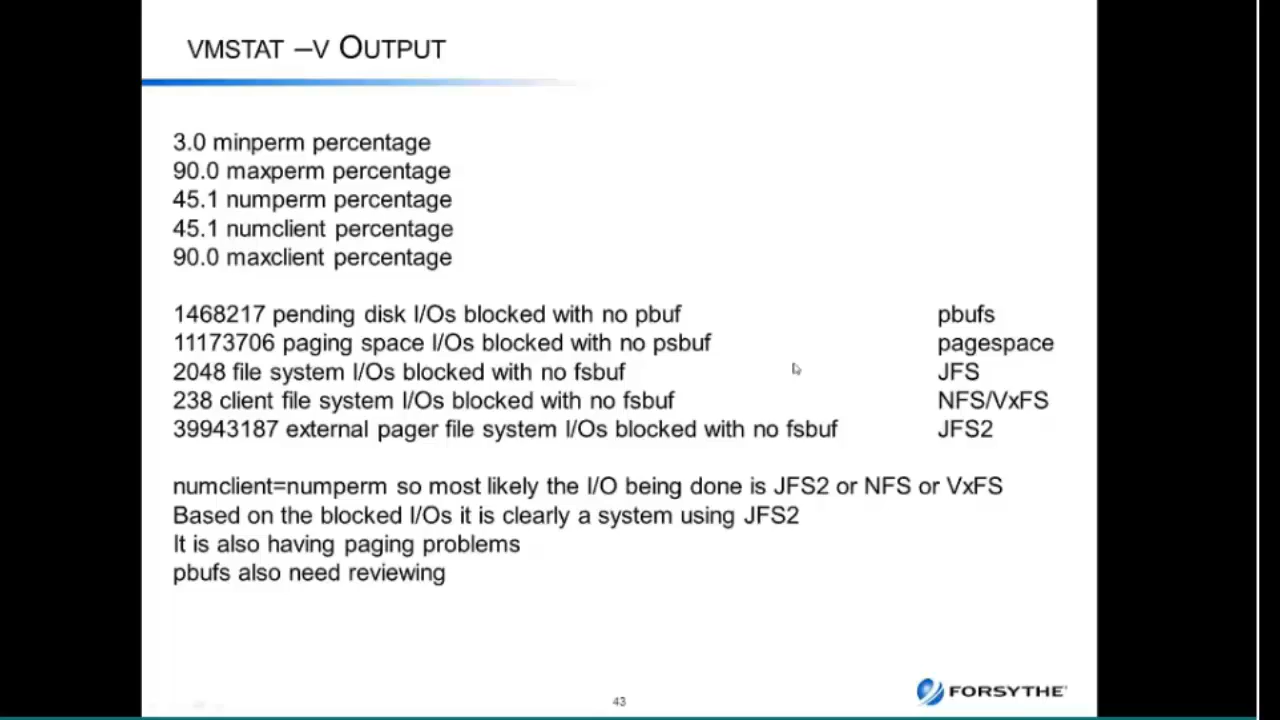 VMSTAT –V OUTPUT
3.0 minperm percentage
90.0 maxperm percentage
45.1 numperm percentage
45.1 numclient percentage
90.0 maxclient percentage
1468217 pending disk I/Os blocked with no pbuf pbufs
11173706 paging space I/Os blocked with no psbuf pagespace
2048 file system I/Os blocked with no fsbuf JFS
238 client file system I/Os blocked with no fsbuf NFS/VxFS
39943187 external pager file system I/Os blocked with no fsbuf JFS2
numclient=numperm so most likely the I/O being done is JFS2 or NFS or VxFS
Based on the blocked I/Os it is clearly a system using JFS2
It is also having paging problems
pbufs also need reviewing
43
FORSYTHE